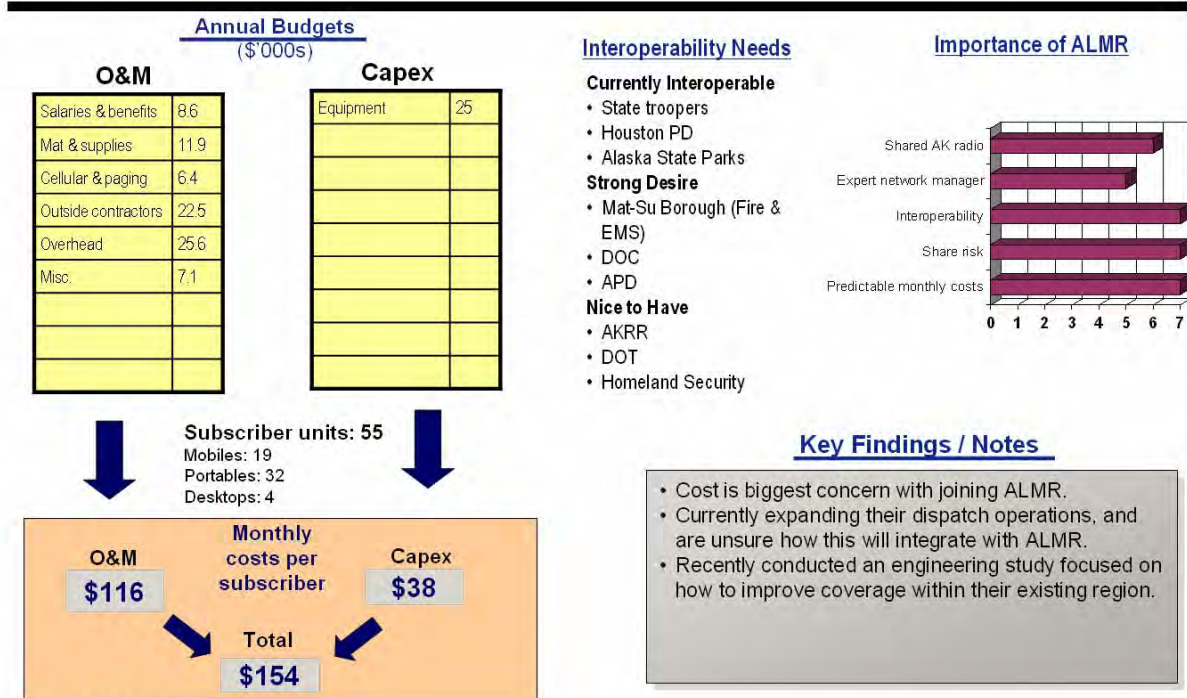 Annual Budgets
($'000s)
O&M
Salaries & benefits 8.6
Mat & supplies 11.9
Cellular & paging 6.4
Outside contractors 22.5
Overhead 25.6
Misc. 7.1
Capex
Equipment 25
Subscriber units: 55
Mobiles: 19
Portables: 32
Desktops: 4
Monthly
costs per
subscriber
O&M
$116
Capex
$38
Total
$154
Interoperability Needs
Currently Interoperable
• State troopers
• Houston PD
• Alaska State Parks
Strong Desire
• Mat-Su Borough (Fire &
EMS)
• DOC
• APD
Nice to Have
• AKRR
• DOT
• Homeland Security
Importance of ALMR
Shared AK radio
Expert network manager
Interoperability
Share risk
Predictable monthly costs
0 1 2 3 4 5 6 7
Key Findings / Notes
• Cost is biggest concern with joining ALMR.
• Currently expanding their dispatch operations, and
are unsure how this will integrate with ALMR.
• Recently conducted an engineering study focused on
how to improve coverage within their existing region.